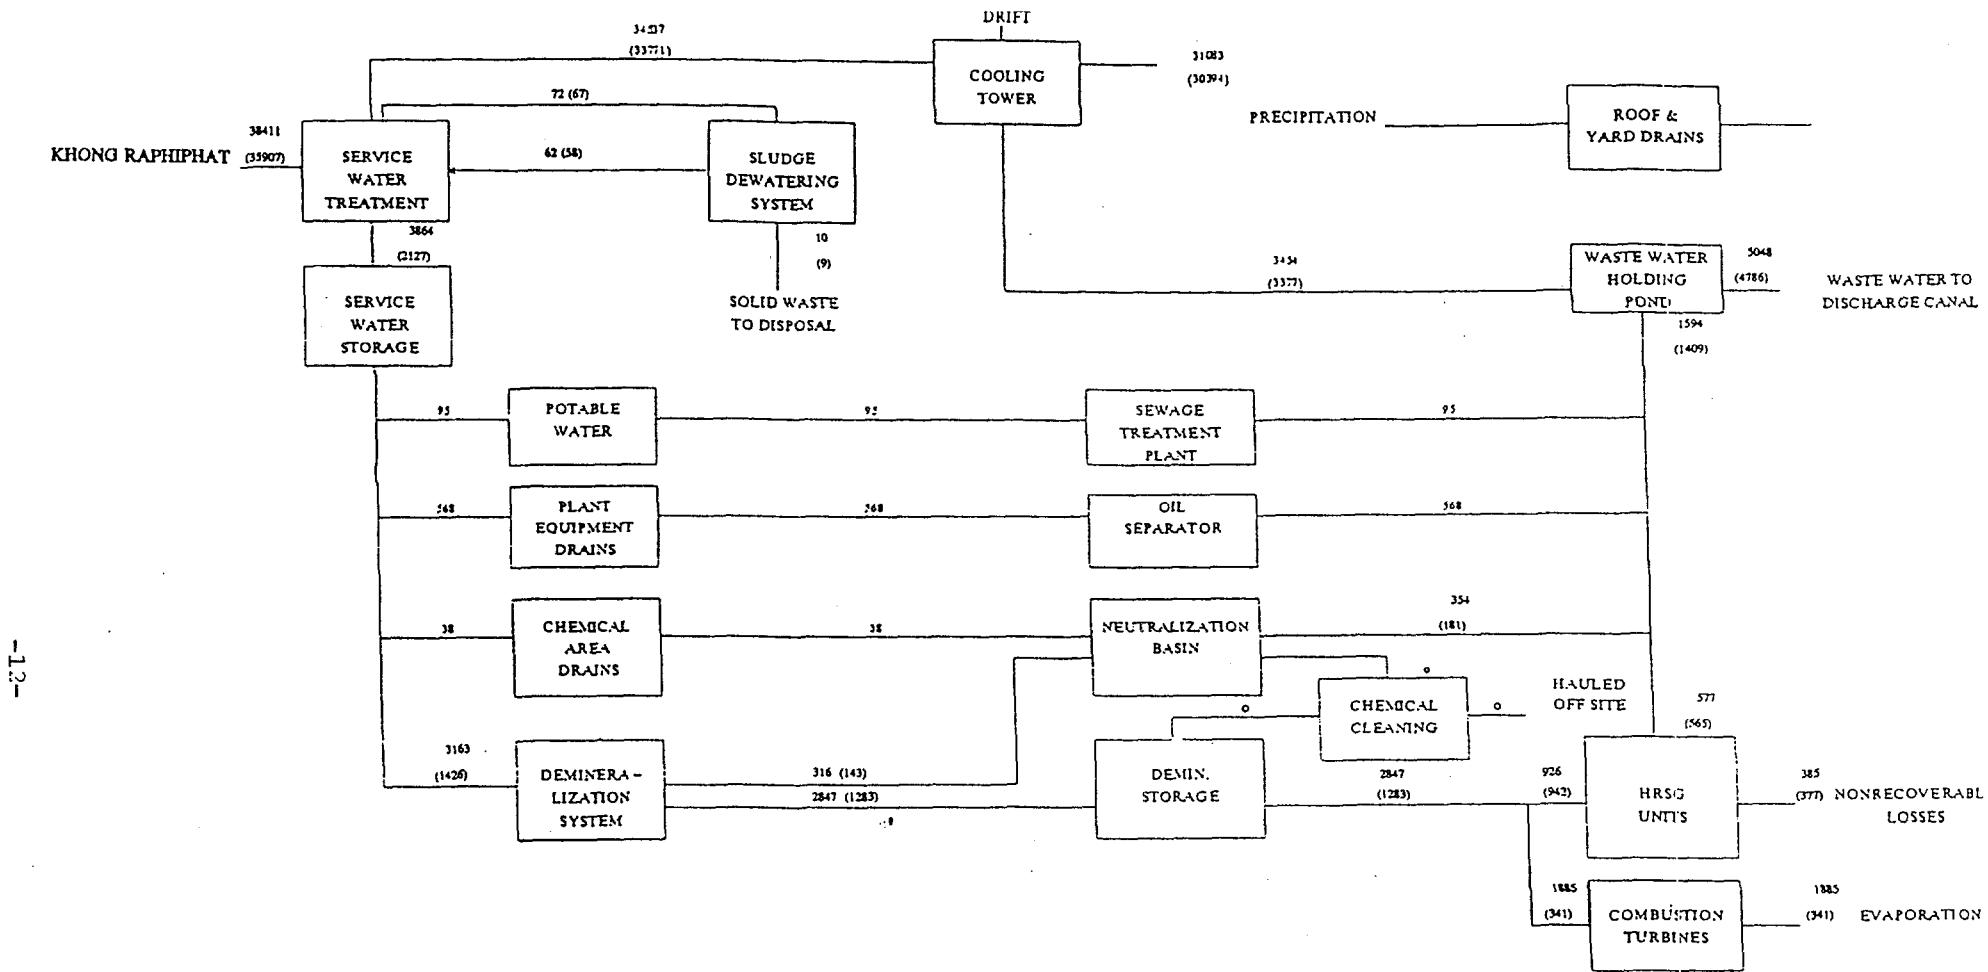 DRIFT
34537
(33771)
COOLING
TOWER
31083
(30394)
72 (67)
PRECIPITATION
ROOF &
YARD DRAINS
38411
KHONG RAPHIPHAT
(35907)
SERVICE
WATER
TREATMENT
62 (58)
SLUDGE
DEWATERING
SYSTEM
3864
(2127)
10
(9)
SOLID WASTE
TO DISPOSAL
SERVICE
WATER
STORAGE
3454
(3377)
WASTE WATER
HOLDING
POND
5048
(4786)
WASTE WATER TO
DISCHARGE CANAL
1594
(1409)
95
POTABLE
WATER
95
SEWAGE
TREATMENT
PLANT
95
568
PLANT
EQUIPMENT
DRAINS
568
OIL
SEPARATOR
568
38
CHEMICAL
AREA
DRAINS
38
NEUTRALIZATION
BASIN
354
(181)
-12-
o
CHEMICAL
CLEANING
o
o
HAULED
OFF SITE
577
(565)
3163
(1426)
DEMINERA-
LIZATION
SYSTEM
316 (143)
2847 (1283)
DEMIN.
STORAGE
2847
(1283)
926
(942)
HRSG
UNITS
385
(377)
NONRECOVERABL
LOSSES
1885
(341)
COMBUSTION
TURBINES
1885
(341)
EVAPORATION